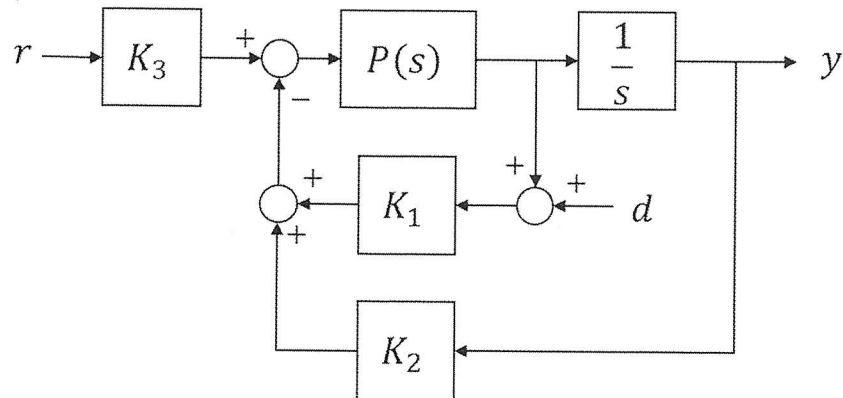 r
K₃
+
−
P(s)
1
s
y
+
+
d
K₁
+
+
K₂